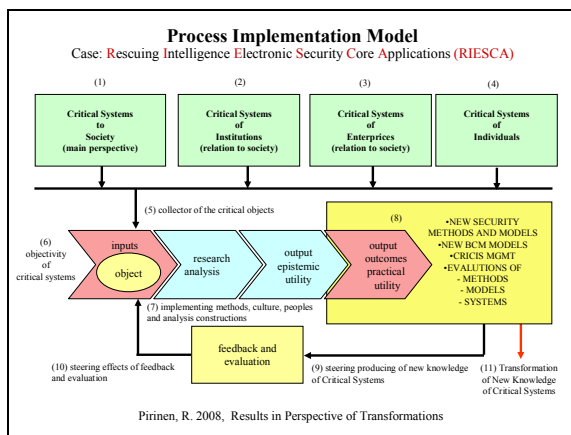 Process Implementation Model
Case: Rescuing Intelligence Electronic Security Core Applications (RIESCA)
(1)
(2)
(3)
(4)
Critical Systems
to
Society
(main perspective)
Critical Systems
of
Institutions
(relation to society)
Critical Systems
of
Enterprices
(relation to society)
Critical Systems
of
Individuals
(5) collector of the critical objects
(6)
objectivity
of
critical systems
inputs
object
research
analysis
output
epistemic
utility
output
outcomes
practical
utility
(8)
•NEW SECURITY
METHODS AND MODELS
•NEW BCM MODELS
•CRICIS MGMT
•EVALUTIONS OF
- METHODS
- MODELS
- SYSTEMS
(7) implementing methods, culture, peoples
and analysis constructions
feedback and
evaluation
(10) steering effects of feedback
and evaluation
(9) steering producing of new knowledge
of Critical Systems
(11) Transformation
of New Knowledge
of Critical Systems
Pirinen, R. 2008, Results in Perspective of Transformations